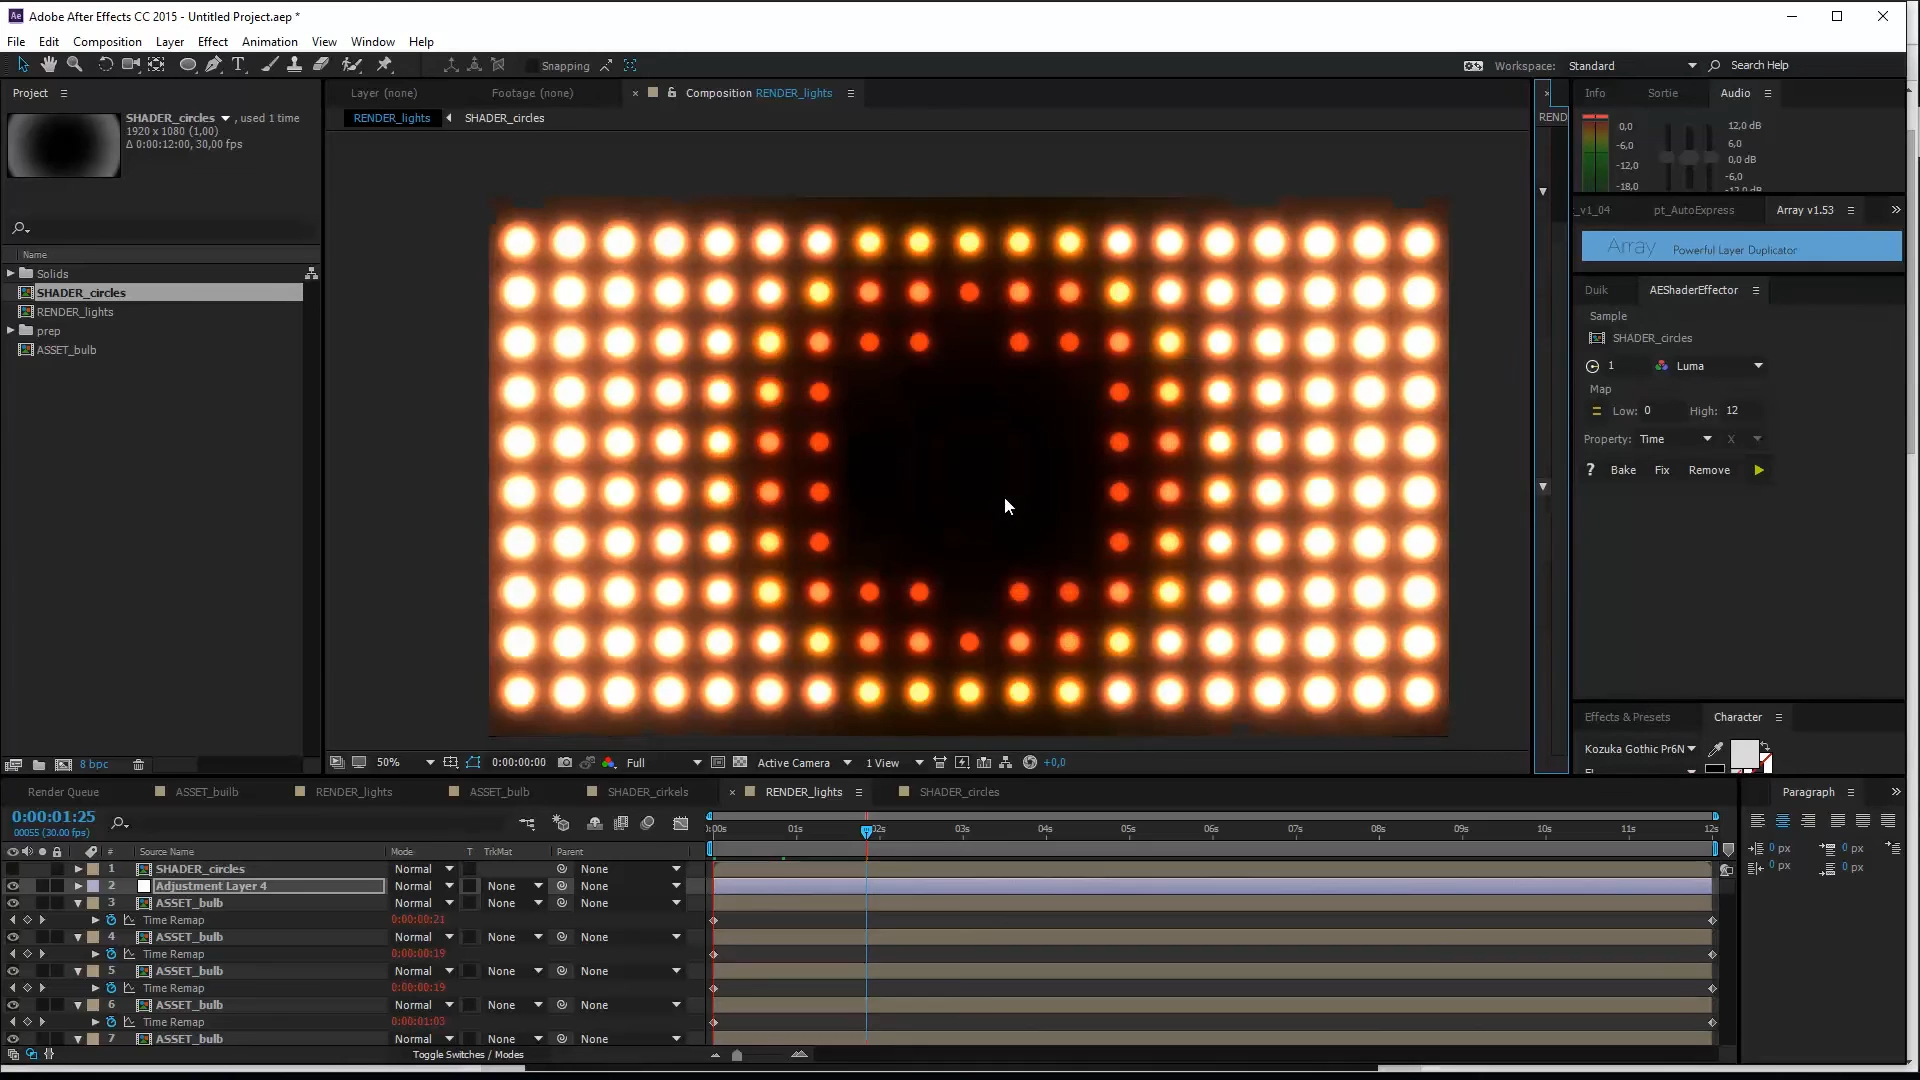 Adobe After Effects CC 2015 - Untitled Project.aep *
File Edit Composition Layer Effect Animation View Window Help
Snapping
Workspace: Standard
Search Help
Project
SHADER_circles , used 1 time
1920 x 1080 (1,00)
Δ 0:00:12:00, 30,00 fps
Name
Solids
SHADER_circles
RENDER_lights
prep
ASSET_bulb
8 bpc
Layer (none) Footage (none) Composition RENDER_lights
RENDER_lights SHADER_circles
50% 0:00:00:00 Full Active Camera 1 View +0,0
REND
Info Sortie Audio
0,0
-6,0
-12,0
-18,0
12,0 dB
6,0
0,0 dB
-6,0
-12,0 dB
_v1_04 pt_AutoExpress Array v1.53
Array Powerful Layer Duplicator
Duik AEShaderEffector
Sample
SHADER_circles
1 Luma
Map
Low: 0 High: 12
Property: Time X
? Bake Fix Remove
Effects & Presets Character
Kozuka Gothic Pr6N
Render Queue ASSET_builb RENDER_lights ASSET_bulb SHADER_cirkels RENDER_lights SHADER_circles
0:00:01:25
00055 (30.00 fps)
:00s 01s 02s 03s 04s 05s 06s 07s 08s 09s 10s 11s 12s
# Source Name Mode T TrkMat Parent
1 SHADER_circles Normal None
2 Adjustment Layer 4 Normal None None
3 ASSET_bulb Normal None None
Time Remap 0:00:00:21
4 ASSET_bulb Normal None None
Time Remap 0:00:00:19
5 ASSET_bulb Normal None None
Time Remap 0:00:00:19
6 ASSET_bulb Normal None None
Time Remap 0:00:01:03
7 ASSET_bulb Normal None None
Toggle Switches / Modes
Paragraph
0 px 0 px
0 px 0 px